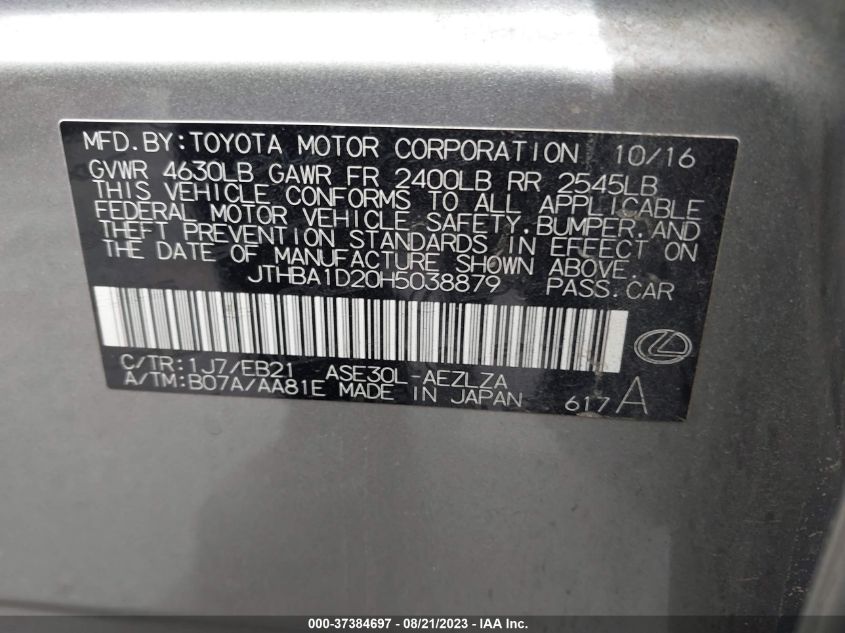 MFD.BY:TOYOTA MOTOR CORPORATION 10/16
GVWR 4630LB GAWR FR 2400LB RR 2545LB
THIS VEHICLE CONFORMS TO ALL APPLICABLE
FEDERAL MOTOR VEHICLE SAFETY,BUMPER,AND
THEFT PREVENTION STANDARDS IN EFFECT ON
THE DATE OF MANUFACTURE SHOWN ABOVE.
JTHBA1D20H5038879 PASS.CAR
C/TR:1J7/EB21 ASE30L-AEZLZA
A/TM:B07A/AA81E MADE IN JAPAN 617A
000-37384697 - 08/21/2023 - Copyright © IAA, Inc.